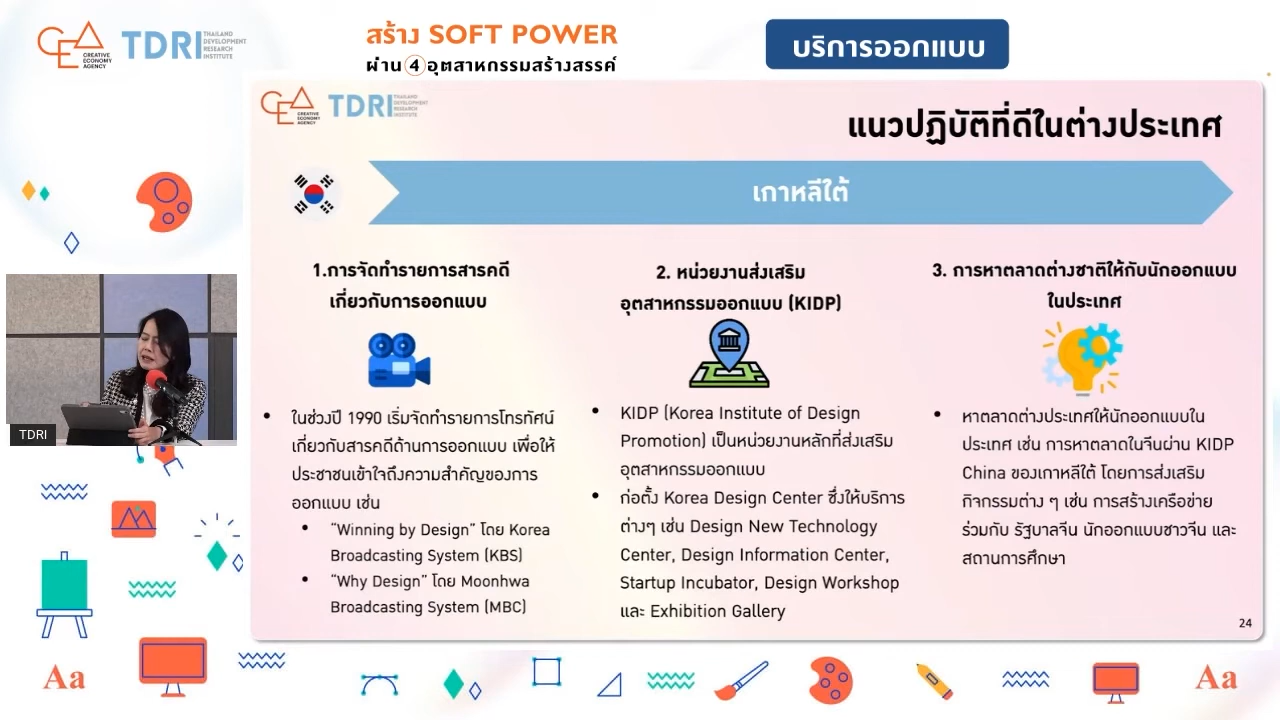 CEA
CREATIVE
ECONOMY
AGENCY
TDRI
THAILAND
DEVELOPMENT
RESEARCH
INSTITUTE
สร้าง SOFT POWER
ผ่าน 4 อุตสาหกรรมสร้างสรรค์
บริการออกแบบ
CEA
CREATIVE
ECONOMY
AGENCY
TDRI
THAILAND
DEVELOPMENT
RESEARCH
INSTITUTE
แนวปฏิบัติที่ดีในต่างประเทศ
เกาหลีใต้
1.การจัดทำรายการสารคดี
เกี่ยวกับการออกแบบ
• ในช่วงปี 1990 เริ่มจัดทำรายการโทรทัศน์
เกี่ยวกับสารคดีด้านการออกแบบ เพื่อให้
ประชาชนเข้าใจถึงความสำคัญของการ
ออกแบบ เช่น
• “Winning by Design” โดย Korea
Broadcasting System (KBS)
• “Why Design” โดย Moonhwa
Broadcasting System (MBC)
2. หน่วยงานส่งเสริม
อุตสาหกรรมออกแบบ (KIDP)
• KIDP (Korea Institute of Design
Promotion) เป็นหน่วยงานหลักที่ส่งเสริม
อุตสาหกรรมออกแบบ
• ก่อตั้ง Korea Design Center ซึ่งให้บริการ
ต่างๆ เช่น Design New Technology
Center, Design Information Center,
Startup Incubator, Design Workshop
และ Exhibition Gallery
3. การหาตลาดต่างชาติให้กับนักออกแบบ
ในประเทศ
• หาตลาดต่างประเทศให้นักออกแบบใน
ประเทศ เช่น การหาตลาดในจีนผ่าน KIDP
China ของเกาหลีใต้ โดยการส่งเสริม
กิจกรรมต่าง ๆ เช่น การสร้างเครือข่าย
ร่วมกับ รัฐบาลจีน นักออกแบบชาวจีน และ
สถานการศึกษา
24
TDRI
Aa
Aa